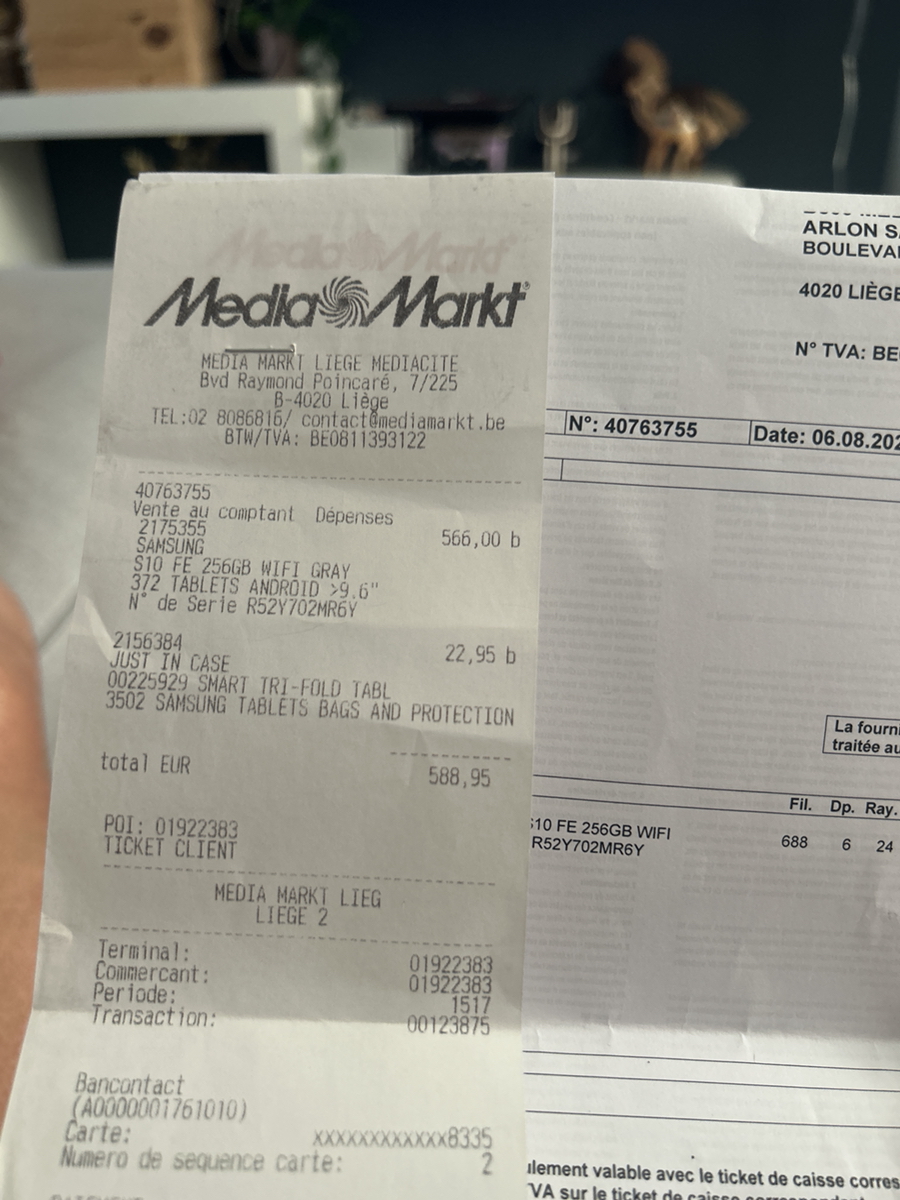 Media Markt
MEDIA MARKT LIEGE MEDIACITE
Bvd Raymond Poincaré, 7/225
B-4020 Liège
TEL:02 8086816/ contact@mediamarkt.be
BTW/TVA: BE0811393122
40763755
Vente au comptant Dépenses
2175355 566,00 b
SAMSUNG
S10 FE 256GB WIFI GRAY
372 TABLETS ANDROID >9.6"
N° de Serie R52Y702MR6Y
2156384 22,95 b
JUST IN CASE
00225929 SMART TRI-FOLD TABL
3502 SAMSUNG TABLETS BAGS AND PROTECTION
total EUR 588,95
POI: 01922383
TICKET CLIENT
MEDIA MARKT LIEG
LIEGE 2
Terminal: 01922383
Commercant: 01922383
Periode: 1517
Transaction: 00123875
Bancontact
(A0000001761010)
Carte: xxxxxxxxxxxx8335
Numero de sequence carte: 2
ARLON S
BOULEVA
4020 LIÈGE
N° TVA: BE
N°: 40763755 Date: 06.08.202
La fourni
traitée au
Fil. Dp. Ray.
S10 FE 256GB WIFI 688 6 24
R52Y702MR6Y
ulement valable avec le ticket de caisse corres
TVA sur le ticket de caisse